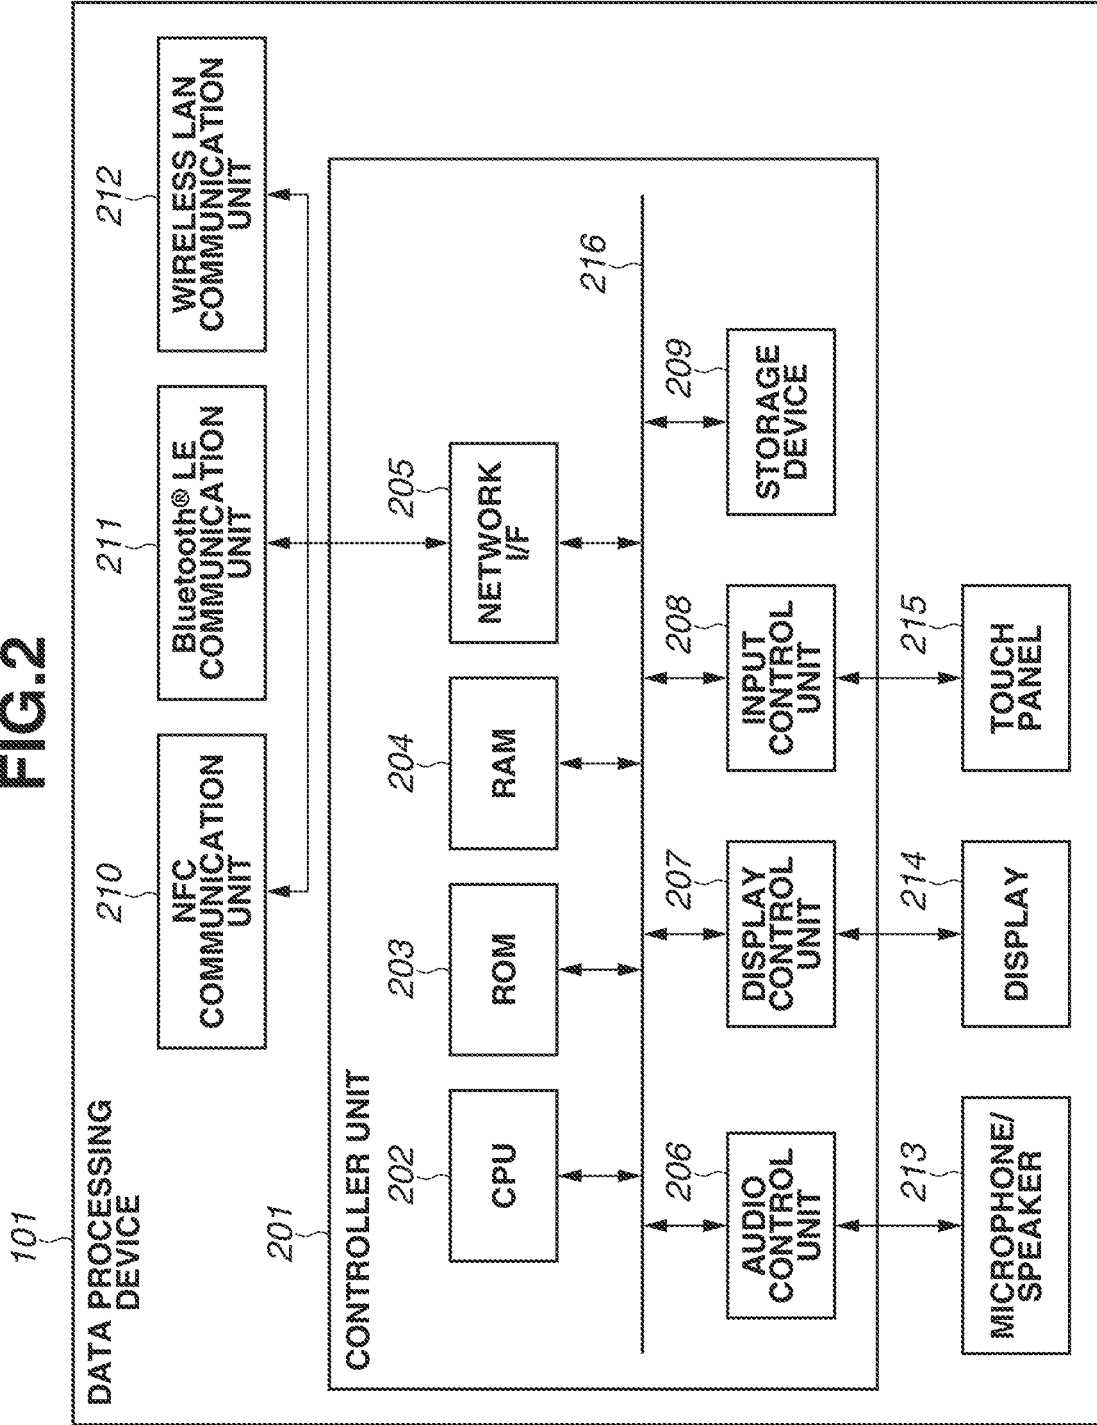 FIG.2
101
DATA PROCESSING
DEVICE
210
NFC
COMMUNICATION
UNIT
211
Bluetooth® LE
COMMUNICATION
UNIT
212
WIRELESS LAN
COMMUNICATION
UNIT
201
CONTROLLER UNIT
202
CPU
203
ROM
204
RAM
205
NETWORK
I/F
216
206
AUDIO
CONTROL
UNIT
207
DISPLAY
CONTROL
UNIT
208
INPUT
CONTROL
UNIT
209
STORAGE
DEVICE
213
MICROPHONE/
SPEAKER
214
DISPLAY
215
TOUCH
PANEL